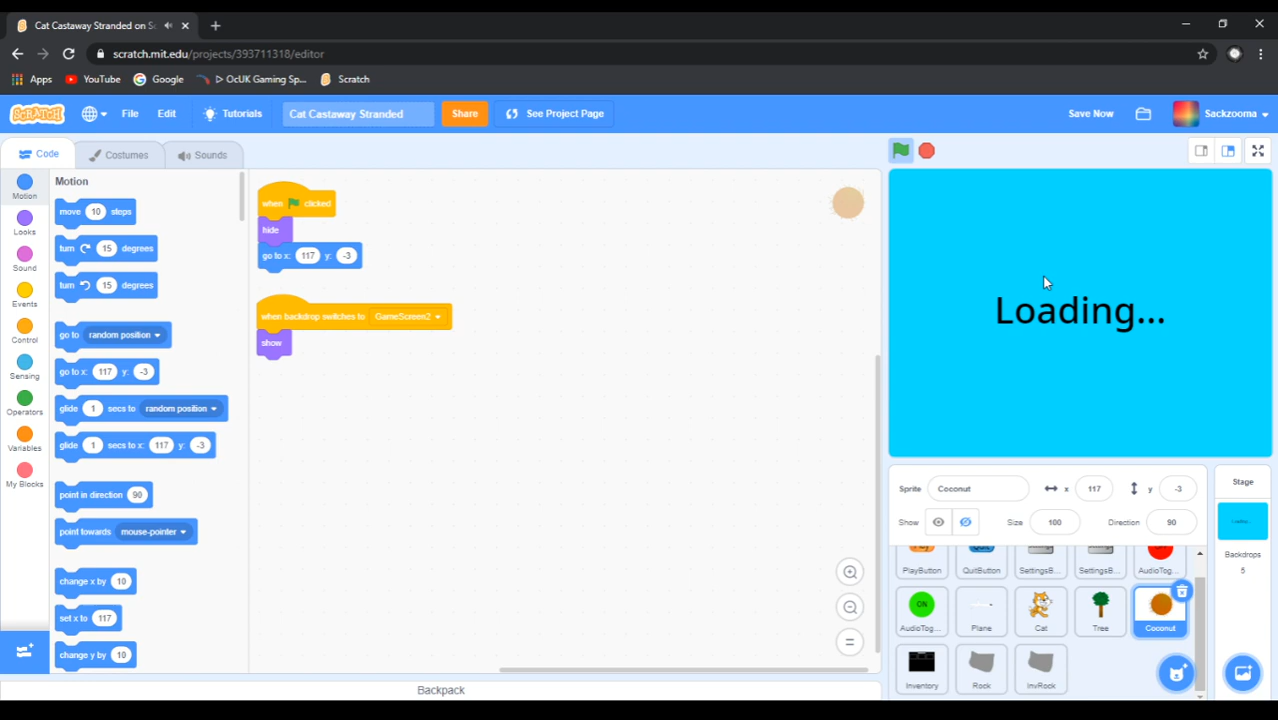 Cat Castaway Stranded on Sc
scratch.mit.edu/projects/393711318/editor
Apps YouTube Google ▷ OcUK Gaming Sp... Scratch
SCRATCH File Edit Tutorials Cat Castaway Stranded Share See Project Page Save Now Sackzooma
Code Costumes Sounds
Motion
Looks
Sound
Events
Control
Sensing
Operators
Variables
My Blocks
Motion
move 10 steps
turn 15 degrees
turn 15 degrees
go to random position
go to x: 117 y: -3
glide 1 secs to random position
glide 1 secs to x: 117 y: -3
point in direction 90
point towards mouse-pointer
change x by 10
set x to 117
change y by 10
when clicked
hide
go to x: 117 y: -3
when backdrop switches to GameScreen2
show
Backpack
Loading...
Sprite Coconut x 117 y -3
Show Size 100 Direction 90
PlayButton QuitButton SettingsB... SettingsB... AudioTog...
AudioTog... Plane Cat Tree Coconut
Inventory Rock InvRock
Stage
Loading...
Backdrops
5